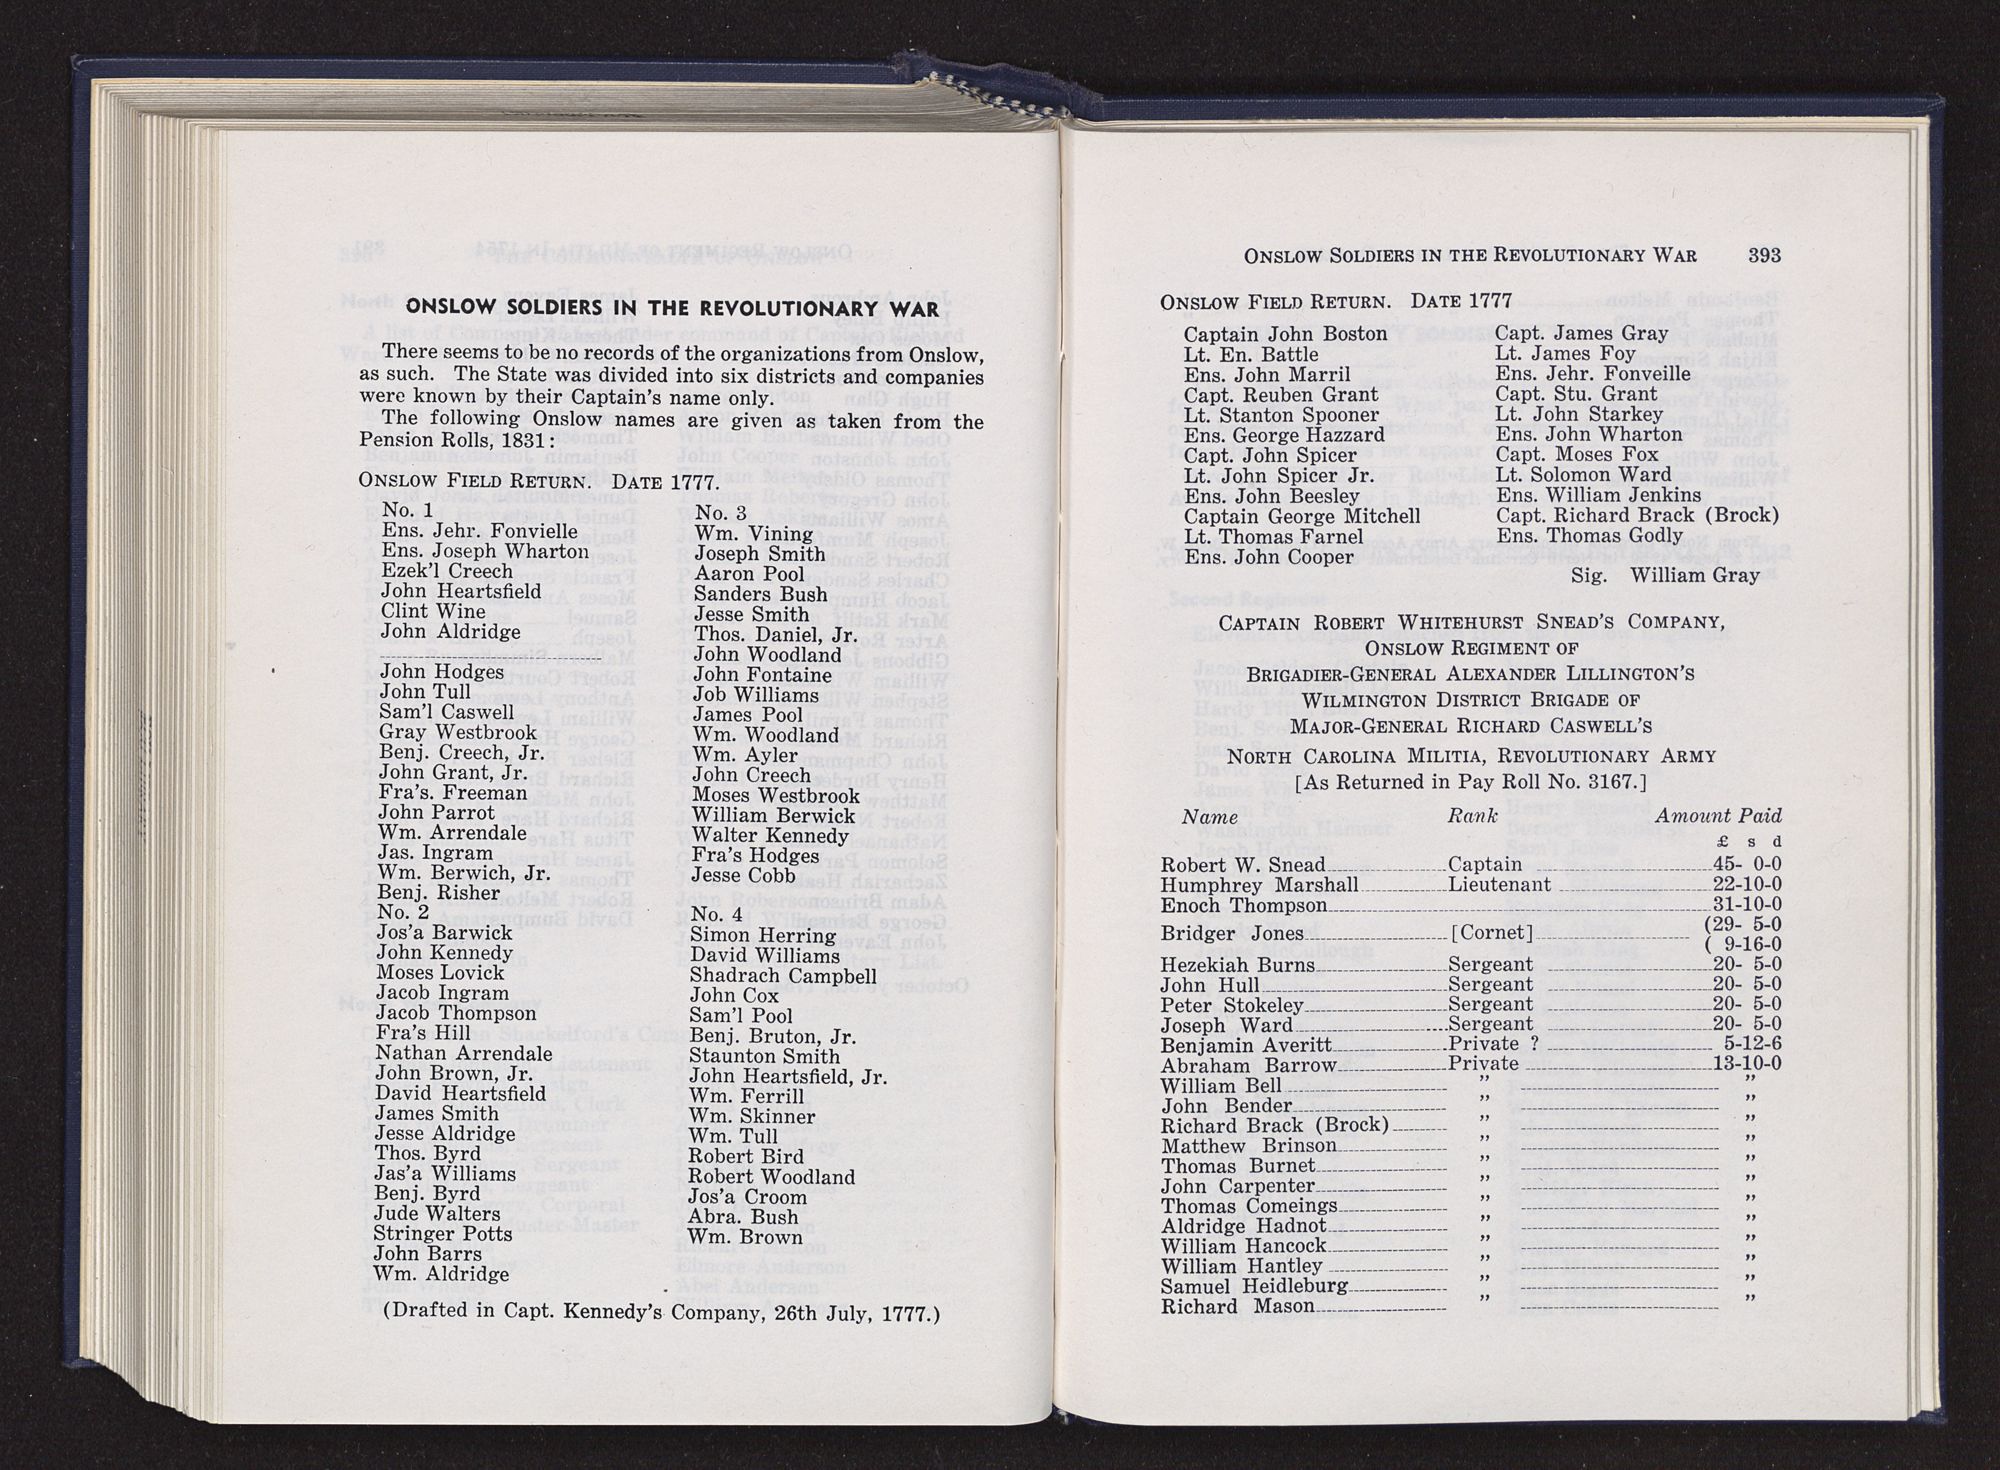 ONSLOW SOLDIERS IN THE REVOLUTIONARY WAR
There seems to be no records of the organizations from Onslow,
as such. The State was divided into six districts and companies
were known by their Captain's name only.
The following Onslow names are given as taken from the
Pension Rolls, 1831:
ONSLOW FIELD RETURN. DATE 1777.
No. 1
Ens. Jehr. Fonvielle
Ens. Joseph Wharton
Ezek'l Creech
John Heartsfield
Clint Wine
John Aldridge
John Hodges
John Tull
Sam'l Caswell
Gray Westbrook
Benj. Creech, Jr.
John Grant, Jr.
Fra's. Freeman
John Parrot
Wm. Arrendale
Jas. Ingram
Wm. Berwich, Jr.
Benj. Risher
No. 2
Jos'a Barwick
John Kennedy
Moses Lovick
Jacob Ingram
Jacob Thompson
Fra's Hill
Nathan Arrendale
John Brown, Jr.
David Heartsfield
James Smith
Jesse Aldridge
Thos. Byrd
Jas'a Williams
Benj. Byrd
Jude Walters
Stringer Potts
John Barrs
Wm. Aldridge
No. 3
Wm. Vining
Joseph Smith
Aaron Pool
Sanders Bush
Jesse Smith
Thos. Daniel, Jr.
John Woodland
John Fontaine
Job Williams
James Pool
Wm. Woodland
Wm. Ayler
John Creech
Moses Westbrook
William Berwick
Walter Kennedy
Fra's Hodges
Jesse Cobb
No. 4
Simon Herring
David Williams
Shadrach Campbell
John Cox
Sam'l Pool
Benj. Bruton, Jr.
Staunton Smith
John Heartsfield, Jr.
Wm. Ferrill
Wm. Skinner
Wm. Tull
Robert Bird
Robert Woodland
Jos'a Croom
Abra. Bush
Wm. Brown
(Drafted in Capt. Kennedy's Company, 26th July, 1777.)
ONSLOW SOLDIERS IN THE REVOLUTIONARY WAR 393
ONSLOW FIELD RETURN. DATE 1777
Captain John Boston
Lt. En. Battle
Ens. John Marril
Capt. Reuben Grant
Lt. Stanton Spooner
Ens. George Hazzard
Capt. John Spicer
Lt. John Spicer Jr.
Ens. John Beesley
Captain George Mitchell
Lt. Thomas Farnel
Ens. John Cooper
Capt. James Gray
Lt. James Foy
Ens. Jehr. Fonveille
Capt. Stu. Grant
Lt. John Starkey
Ens. John Wharton
Capt. Moses Fox
Lt. Solomon Ward
Ens. William Jenkins
Capt. Richard Brack (Brock)
Ens. Thomas Godly
Sig. William Gray
CAPTAIN ROBERT WHITEHURST SNEAD'S COMPANY,
ONSLOW REGIMENT OF
BRIGADIER-GENERAL ALEXANDER LILLINGTON'S
WILMINGTON DISTRICT BRIGADE OF
MAJOR-GENERAL RICHARD CASWELL'S
NORTH CAROLINA MILITIA, REVOLUTIONARY ARMY
[As Returned in Pay Roll No. 3167.]
Name Rank Amount Paid
£ s d
Robert W. Snead Captain 45- 0-0
Humphrey Marshall Lieutenant 22-10-0
Enoch Thompson 31-10-0
Bridger Jones [Cornet] (29- 5-0
( 9-16-0
Hezekiah Burns Sergeant 20- 5-0
John Hull Sergeant 20- 5-0
Peter Stokeley Sergeant 20- 5-0
Joseph Ward Sergeant 20- 5-0
Benjamin Averitt Private ? 5-12-6
Abraham Barrow Private 13-10-0
William Bell " "
John Bender " "
Richard Brack (Brock) " "
Matthew Brinson " "
Thomas Burnet " "
John Carpenter " "
Thomas Comeings " "
Aldridge Hadnot " "
William Hancock " "
William Hantley " "
Samuel Heidleburg " "
Richard Mason " "